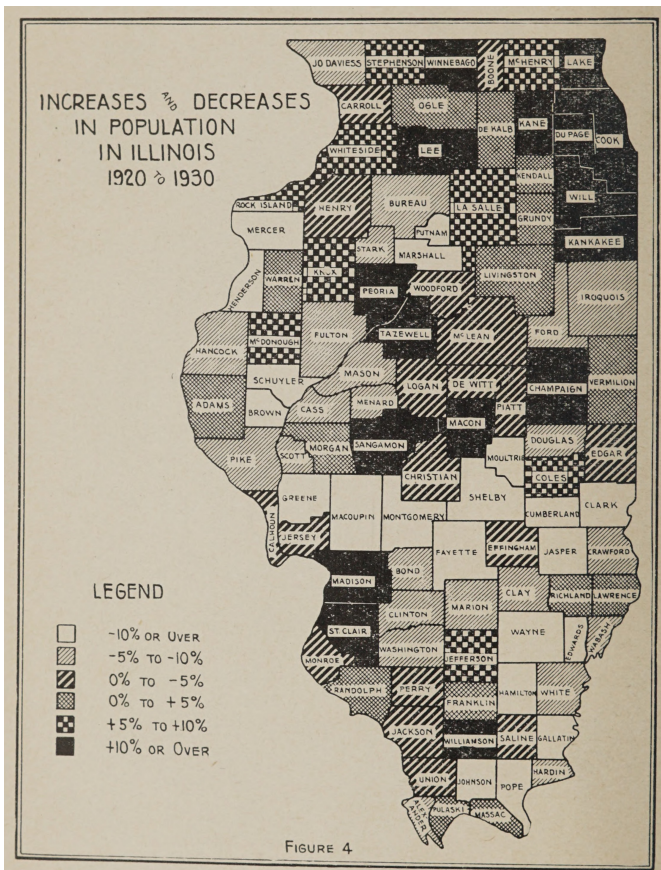 INCREASES AND DECREASES
IN POPULATION
IN ILLINOIS
1920 TO 1930
JO DAVIESS
STEPHENSON
WINNEBAGO
BOONE
McHENRY
LAKE
CARROLL
OGLE
DE KALB
KANE
DU PAGE
COOK
WHITESIDE
LEE
KENDALL
WILL
ROCK ISLAND
HENRY
BUREAU
LA SALLE
GRUNDY
MERCER
PUTNAM
KANKAKEE
STARK
MARSHALL
HENDERSON
WARREN
KNOX
PEORIA
WOODFORD
LIVINGSTON
IROQUOIS
HANCOCK
McDONOUGH
FULTON
TAZEWELL
McLEAN
FORD
SCHUYLER
MASON
LOGAN
DE WITT
CHAMPAIGN
VERMILION
ADAMS
BROWN
CASS
MENARD
PIATT
MACON
PIKE
SCOTT
MORGAN
SANGAMON
MOULTRIE
DOUGLAS
EDGAR
CHRISTIAN
COLES
GREENE
MACOUPIN
MONTGOMERY
SHELBY
CUMBERLAND
CLARK
CALHOUN
JERSEY
FAYETTE
EFFINGHAM
JASPER
CRAWFORD
MADISON
BOND
CLAY
RICHLAND
LAWRENCE
CLINTON
MARION
ST. CLAIR
WASHINGTON
JEFFERSON
WAYNE
EDWARDS
WABASH
MONROE
RANDOLPH
PERRY
FRANKLIN
HAMILTON
WHITE
JACKSON
WILLIAMSON
SALINE
GALLATIN
UNION
JOHNSON
POPE
HARDIN
ALEXANDER
PULASKI
MASSAC
LEGEND
-10% OR OVER
-5% TO -10%
0% TO -5%
0% TO +5%
+5% TO +10%
+10% OR OVER
FIGURE 4